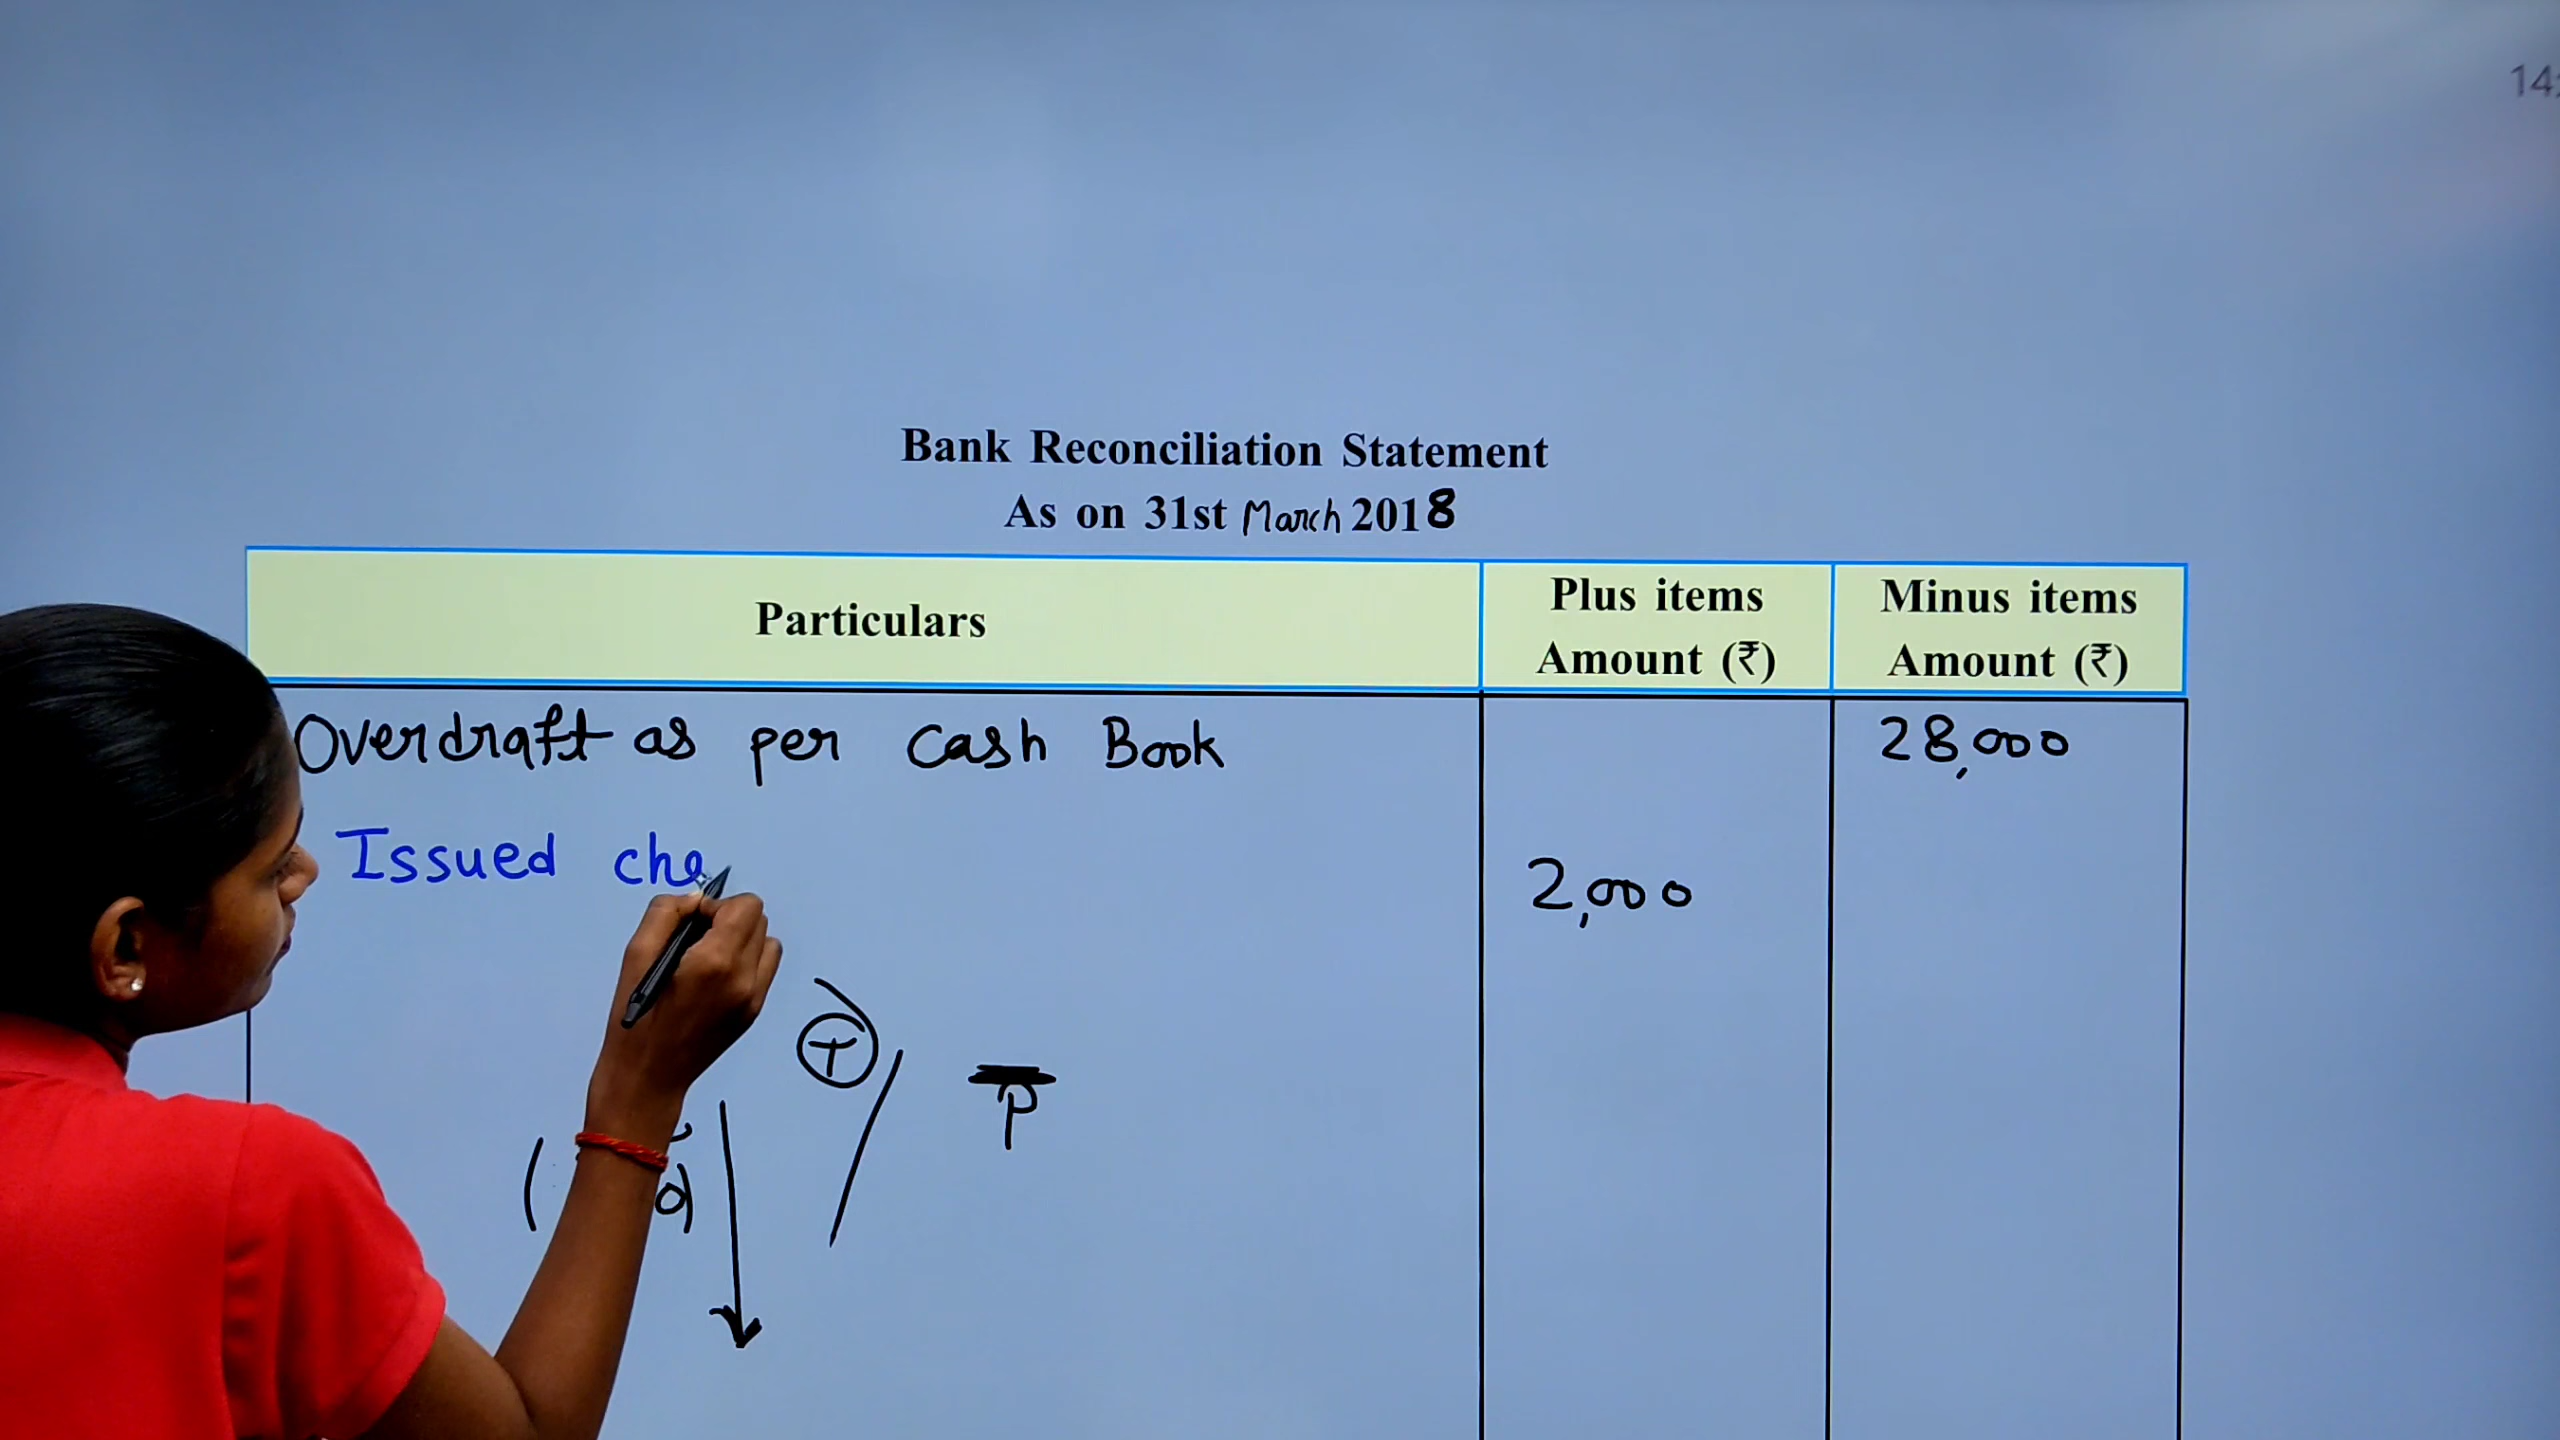 14:
Bank Reconciliation Statement
As on 31st March 2018
Particulars
Plus items Amount (₹)
Minus items Amount (₹)
Overdraft as per Cash Book 28,000
Issued che 2,000
+
P